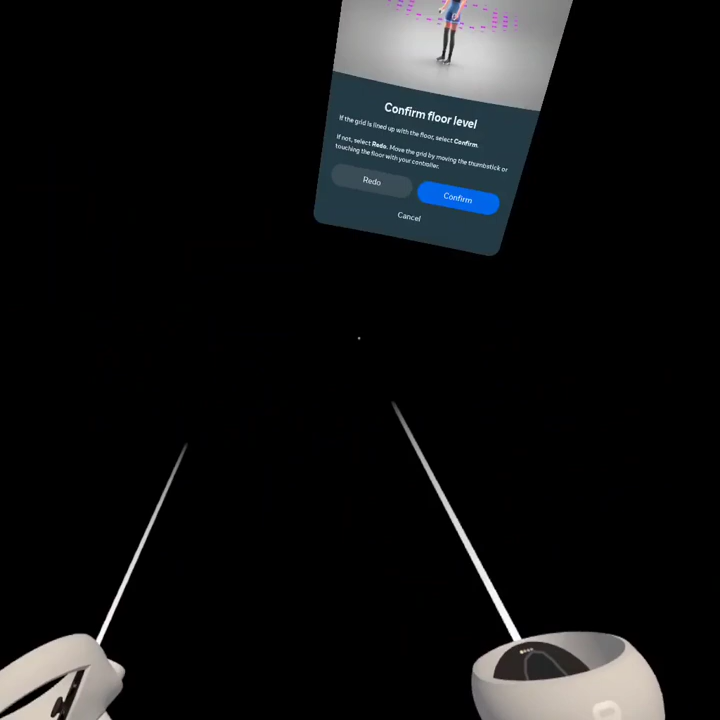 Confirm floor level
If the grid is lined up with the floor, select Confirm.
If not, select Redo. Move the grid by moving the thumbstick or
touching the floor with your controller.
Redo
Confirm
Cancel